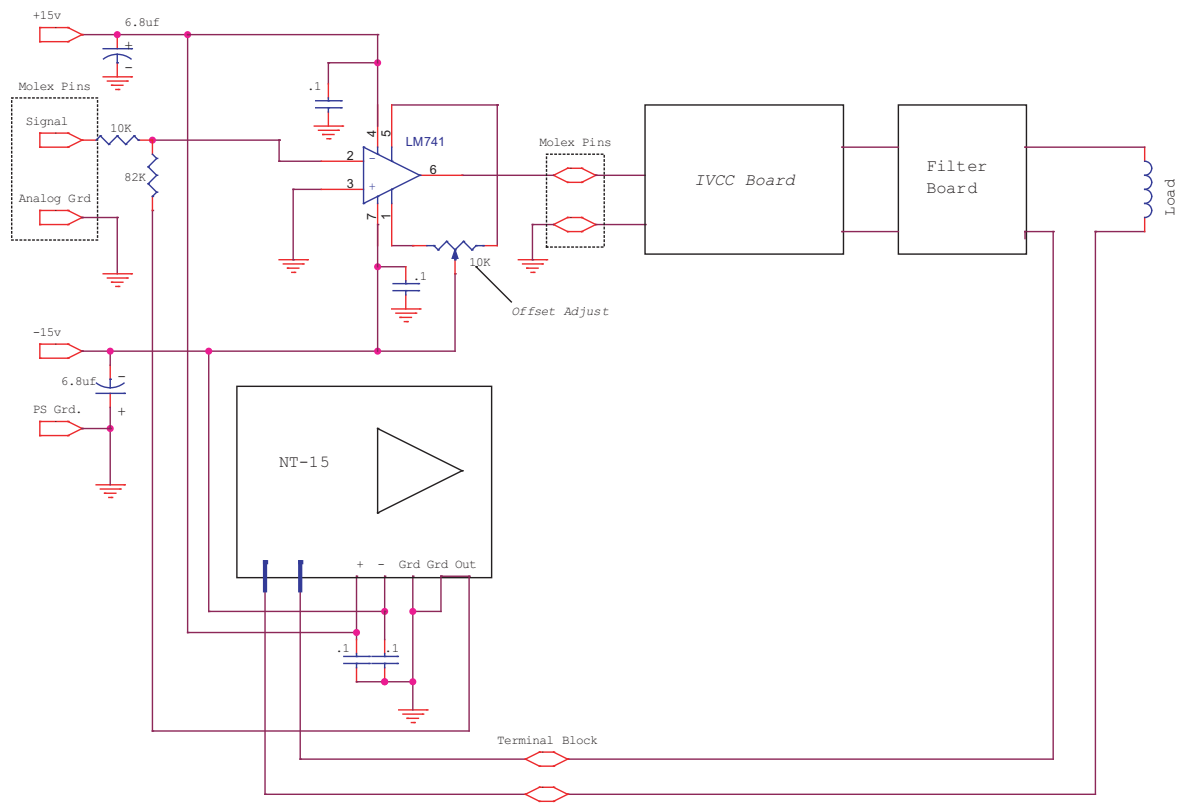 +15v
6.8uf
+
−
Molex Pins
Signal
10K
82K
Analog Grd
.1
4
5
LM741
2
−
3
+
6
7
1
10K
.1
Offset Adjust
Molex Pins
IVCC Board
Filter
Board
Load
-15v
6.8uf
−
+
PS Grd.
NT-15
+ - Grd Grd Out
.1
.1
Terminal Block